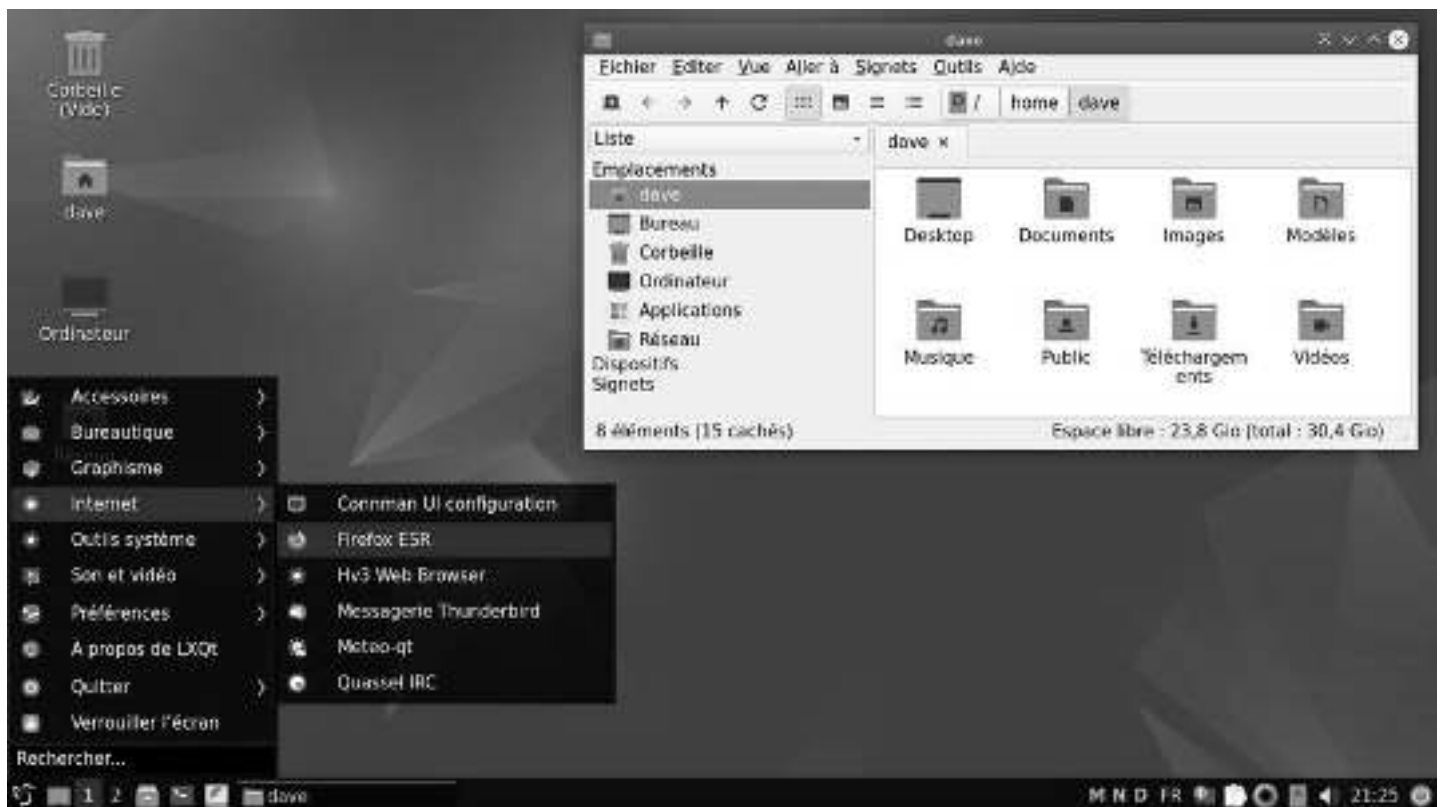 Corbeille
(Vide)
dave
Ordinateur
dave
Fichier Editer Vue Aller à Signets Outils Aide
/ home dave
Liste
dave ×
Emplacements
dave
Bureau
Corbeille
Ordinateur
Applications
Réseau
Dispositifs
Signets
Desktop Documents Images Modèles
Musique Public Téléchargem
ents
Vidéos
8 éléments (15 cachés) Espace libre : 23,8 Gio (total : 30,4 Gio)
Accessoires
Bureautique
Graphisme
Internet
Outils système
Son et vidéo
Préférences
À propos de LXQt
Quitter
Verrouiller l'écran
Rechercher...
Connman UI configuration
Firefox ESR
Hv3 Web Browser
Messagerie Thunderbird
Meteo-qt
Quassel IRC
1 2 dave M N D FR 21:25